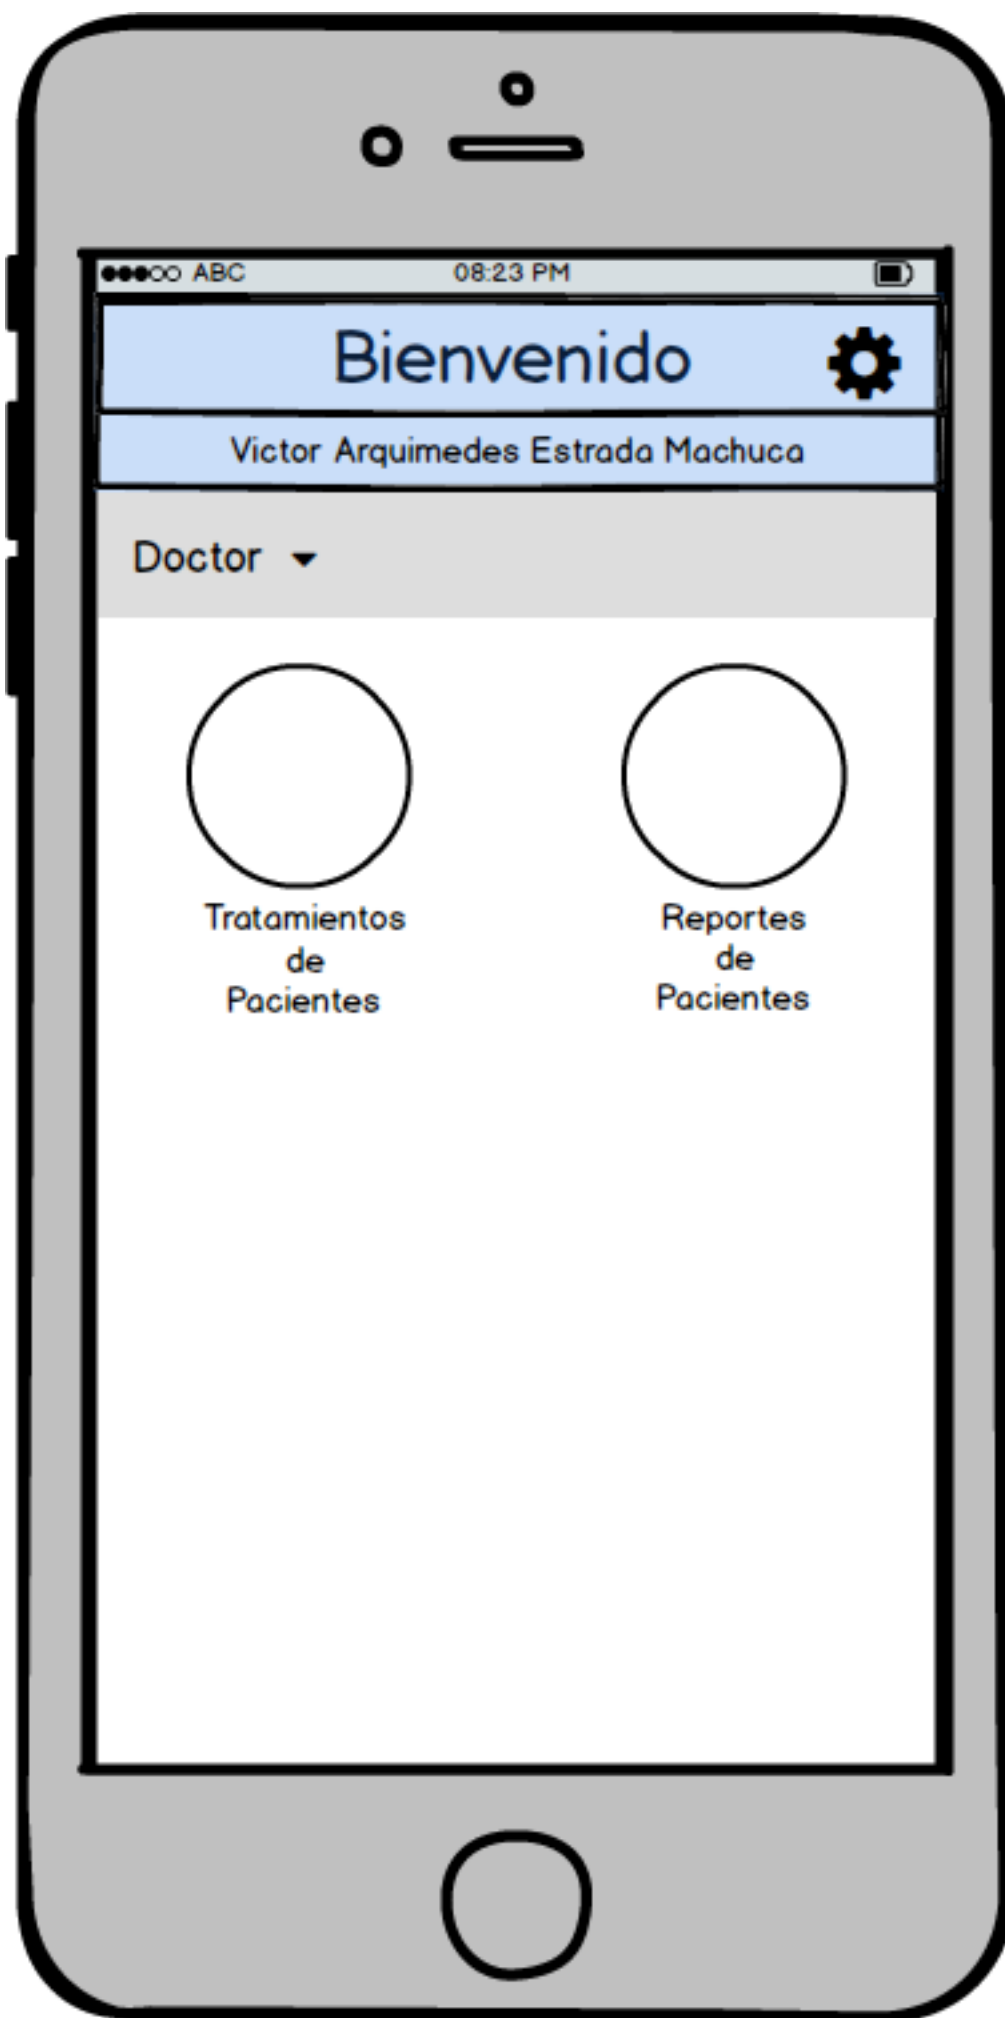 ABC 08:23 PM
Bienvenido
Victor Arquimedes Estrada Machuca
Doctor
Tratamientos
de
Pacientes
Reportes
de
Pacientes